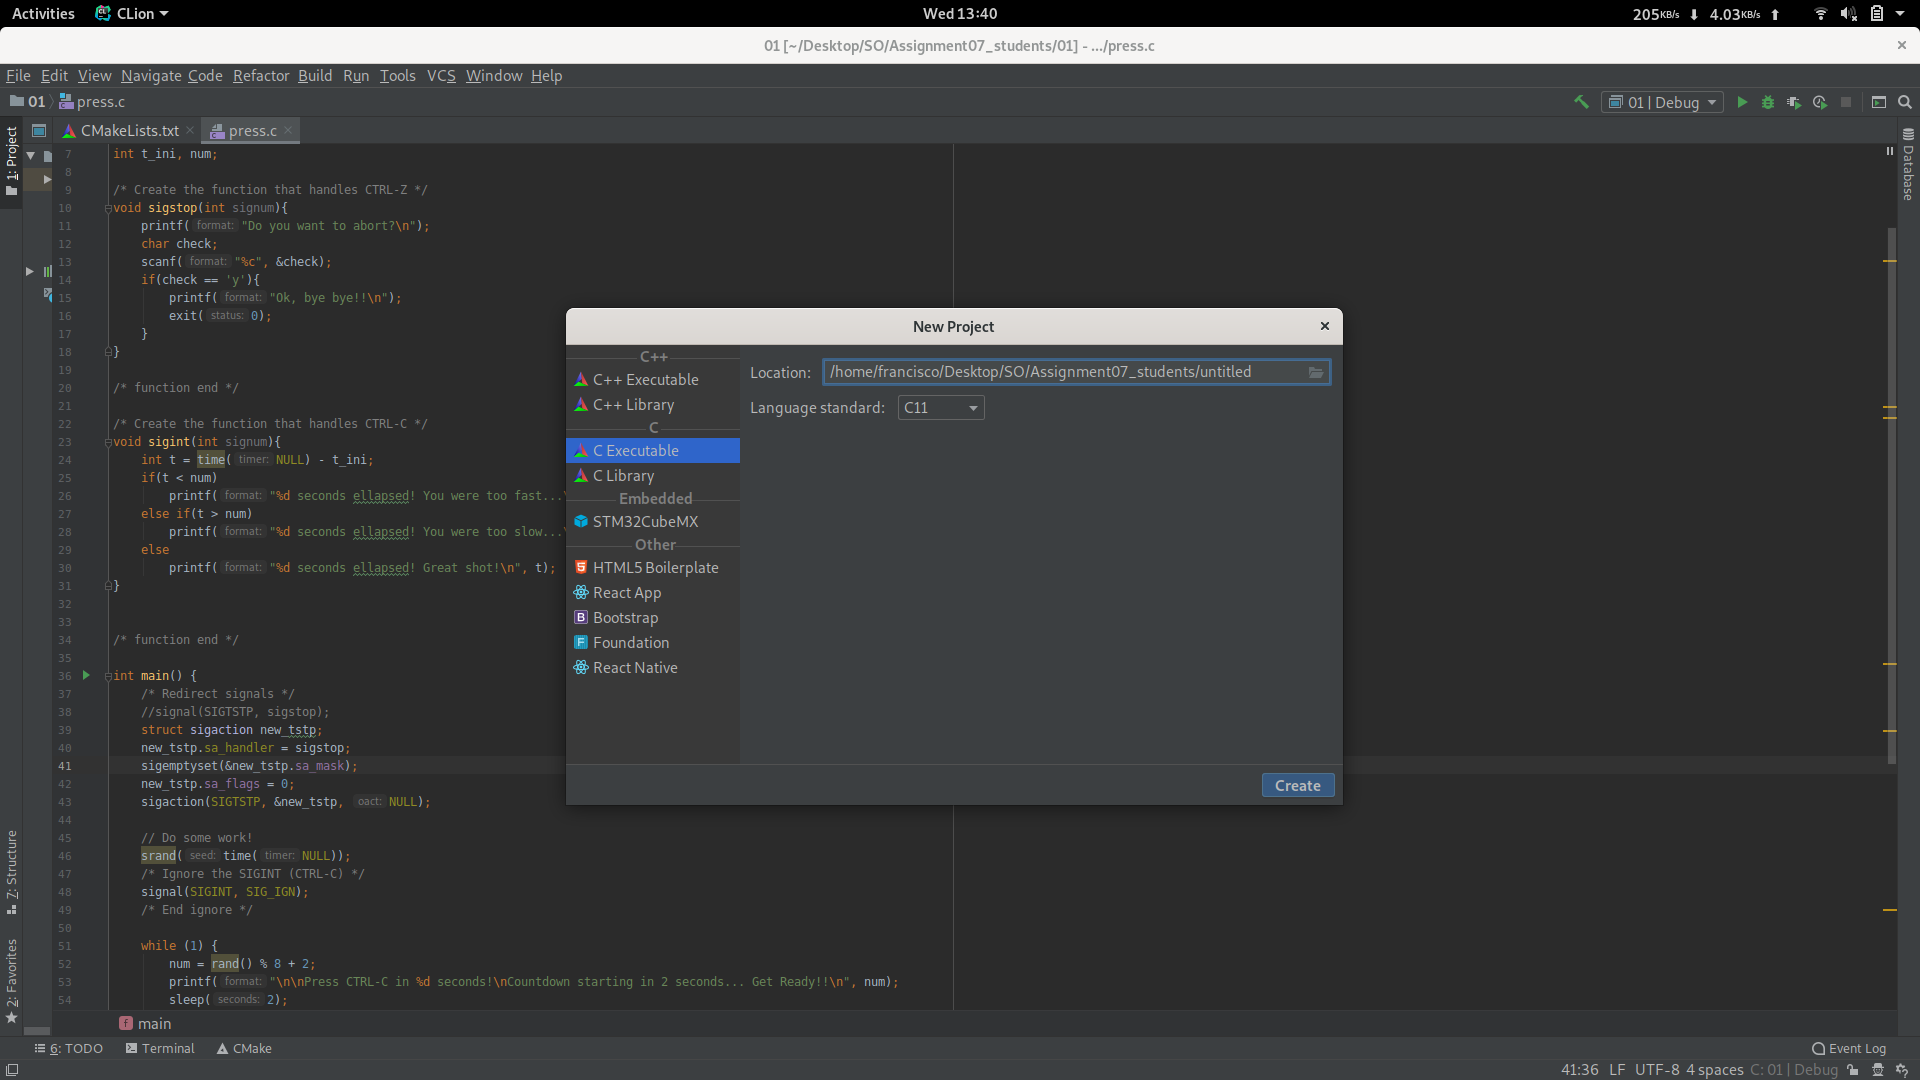 Activities CLion Wed 13:40 205KB/s 4.03KB/s
01 [~/Desktop/SO/Assignment07_students/01] - .../press.c
File Edit View Navigate Code Refactor Build Run Tools VCS Window Help
01 press.c 01 | Debug
1: Project
CMakeLists.txt press.c
Database
7 int t_ini, num;
8
9 /* Create the function that handles CTRL-Z */
10 void sigstop(int signum){
11 printf( format: "Do you want to abort?\n");
12 char check;
13 scanf( format: "%c", &check);
14 if(check == 'y'){
15 printf( format: "Ok, bye bye!!\n");
16 exit( status: 0);
17 }
18 }
19
20 /* function end */
21
22 /* Create the function that handles CTRL-C */
23 void sigint(int signum){
24 int t = time( timer: NULL) - t_ini;
25 if(t < num)
26 printf( format: "%d seconds ellapsed! You were too fast...\
27 else if(t > num)
28 printf( format: "%d seconds ellapsed! You were too slow...\
29 else
30 printf( format: "%d seconds ellapsed! Great shot!\n", t);
31 }
32
33
34 /* function end */
35
36 int main() {
37 /* Redirect signals */
38 //signal(SIGTSTP, sigstop);
39 struct sigaction new_tstp;
40 new_tstp.sa_handler = sigstop;
41 sigemptyset(&new_tstp.sa_mask);
42 new_tstp.sa_flags = 0;
43 sigaction(SIGTSTP, &new_tstp, oact: NULL);
44
45 // Do some work!
46 srand( seed: time( timer: NULL));
47 /* Ignore the SIGINT (CTRL-C) */
48 signal(SIGINT, SIG_IGN);
49 /* End ignore */
50
51 while (1) {
52 num = rand() % 8 + 2;
53 printf( format: "\n\nPress CTRL-C in %d seconds!\nCountdown starting in 2 seconds... Get Ready!!\n", num);
54 sleep( seconds: 2);
New Project
C++
C++ Executable
C++ Library
C
C Executable
C Library
Embedded
STM32CubeMX
Other
HTML5 Boilerplate
React App
Bootstrap
Foundation
React Native
Location: /home/francisco/Desktop/SO/Assignment07_students/untitled
Language standard: C11
Create
7: Structure
2: Favorites
f main
6: TODO Terminal CMake Event Log
41:36 LF UTF-8 4 spaces C: 01 | Debug